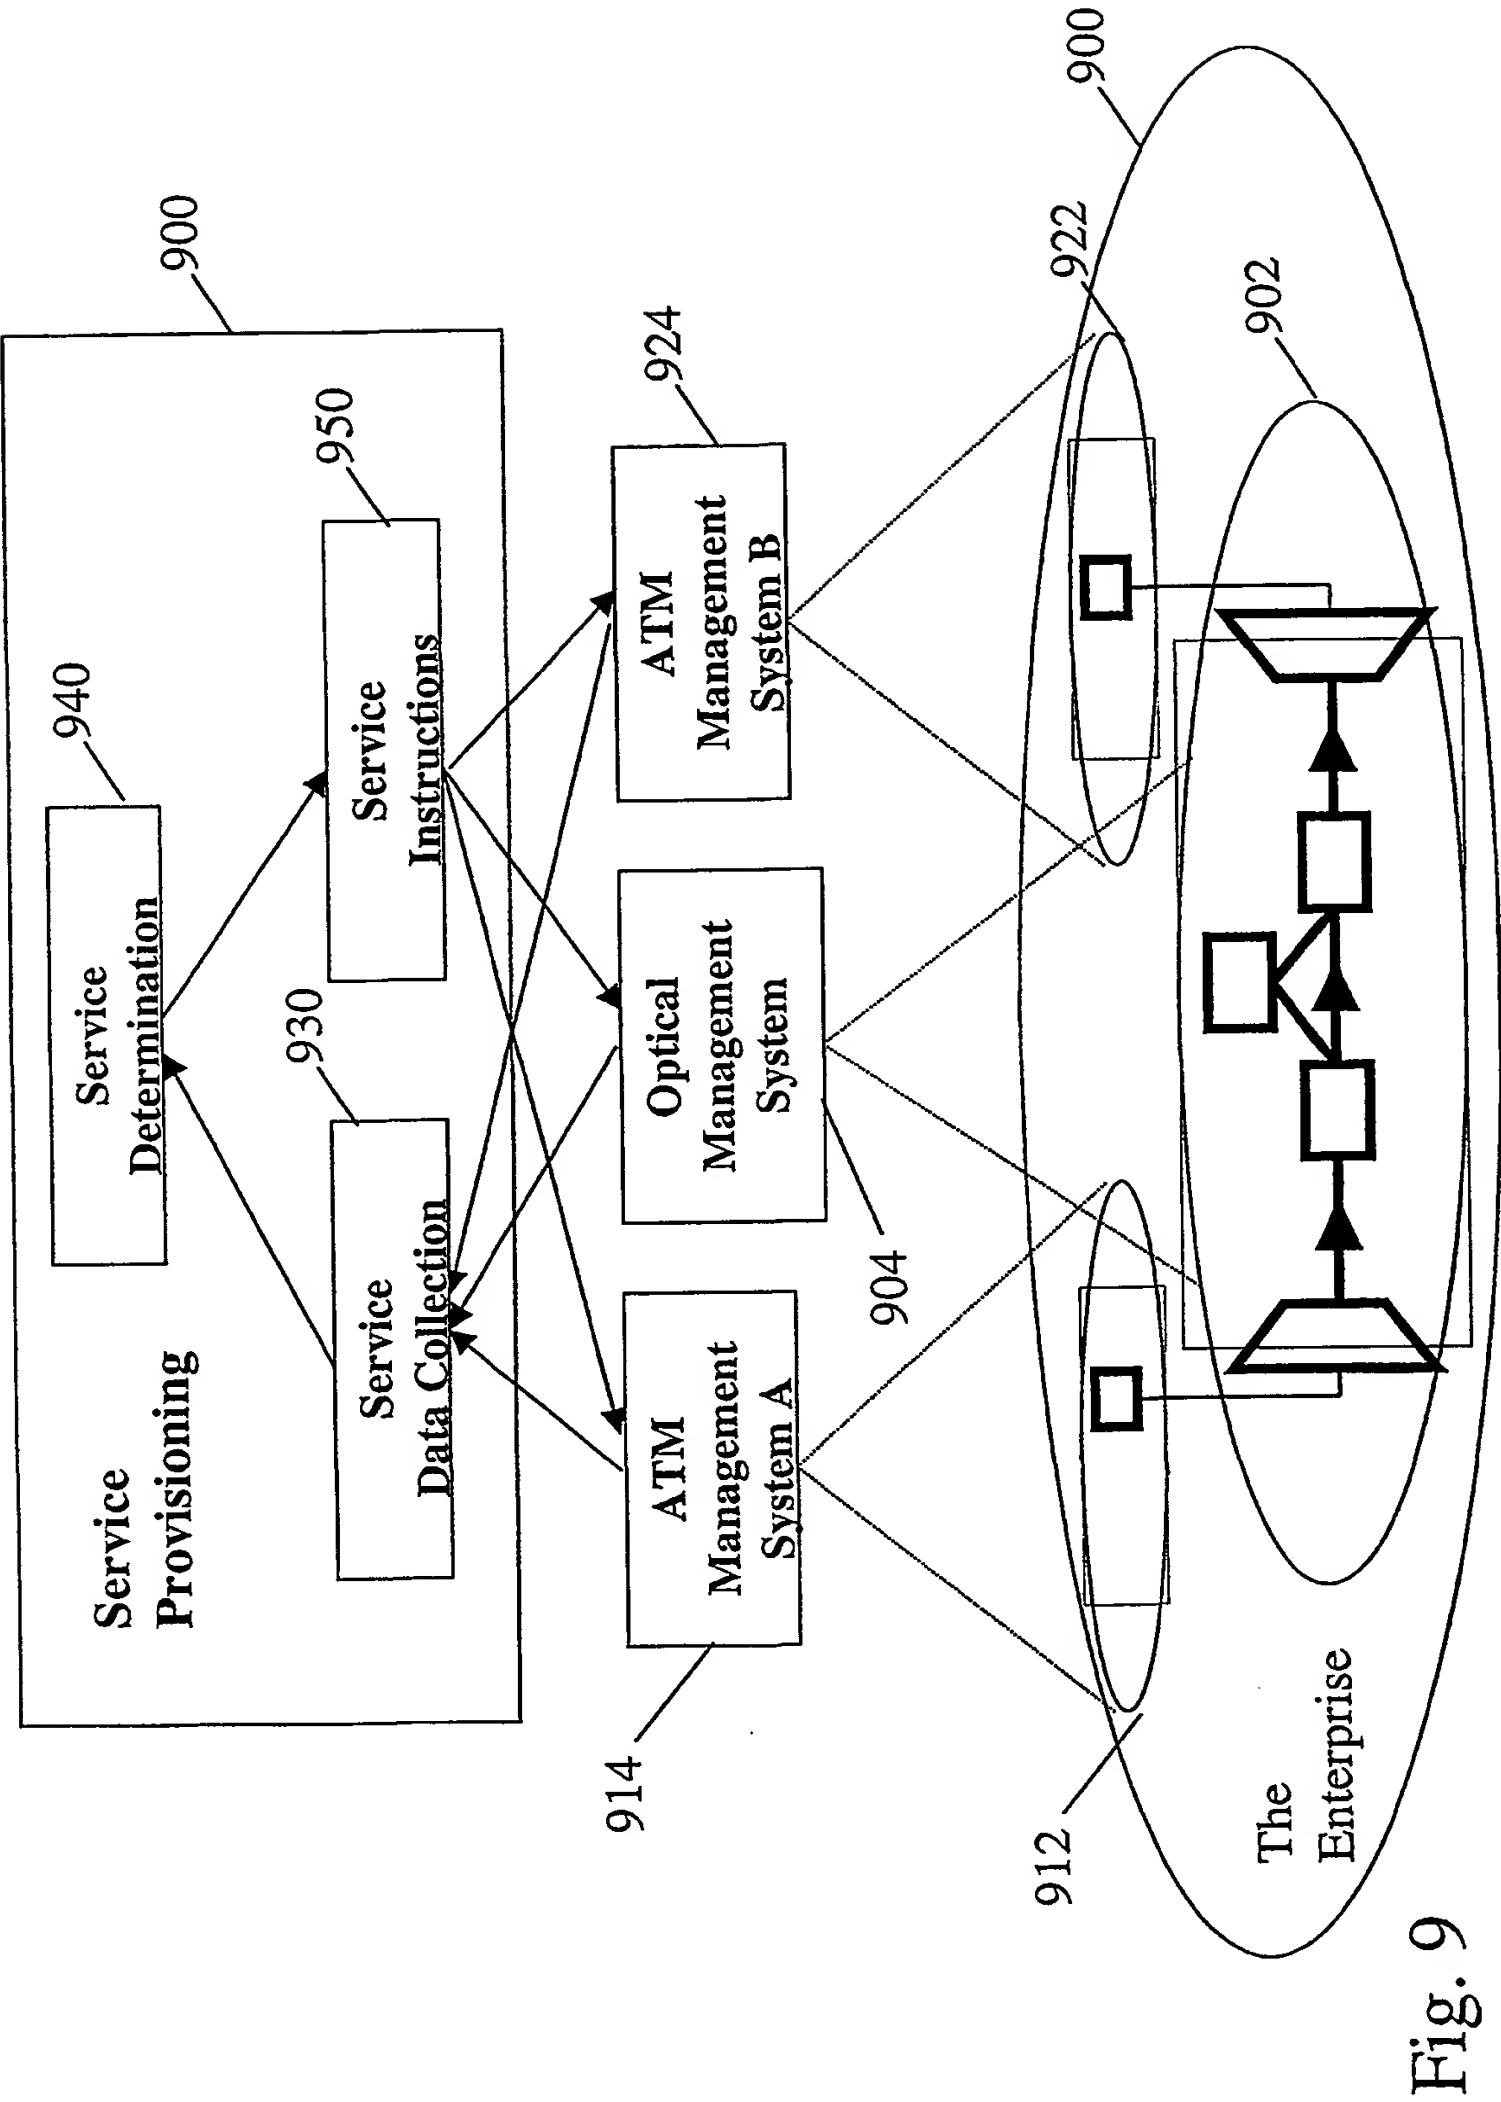 Service
Provisioning
900
Service
Determination
940
Service
Data Collection
930
Service
Instructions
950
ATM
Management
System A
914
Optical
Management
System
904
ATM
Management
System B
924
The
Enterprise
912
922
900
902
Fig. 9